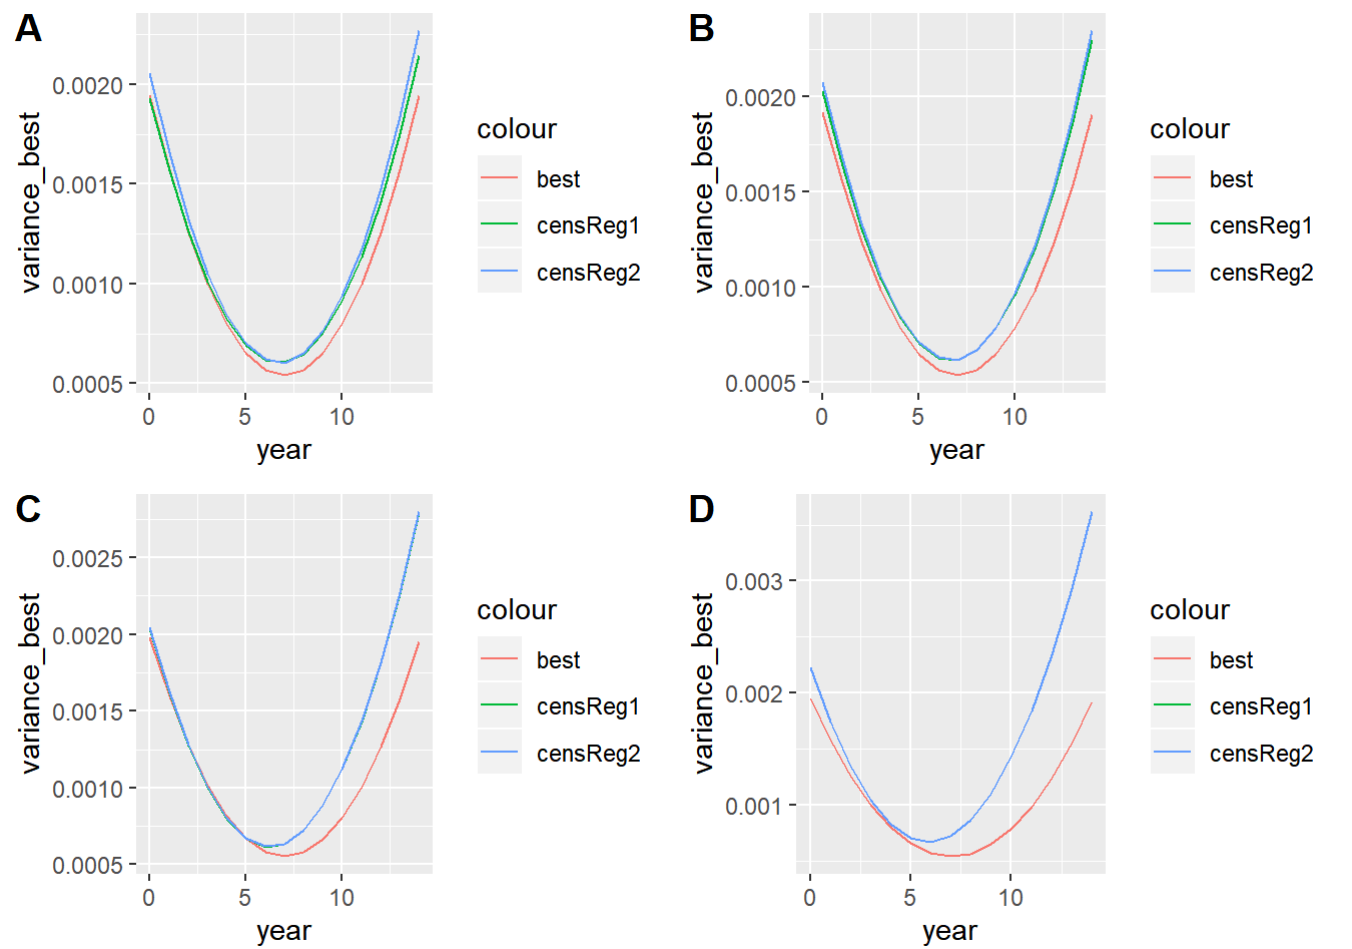 A
variance_best
0.0020
0.0015
0.0010
0.0005
0
5
10
year
colour
best
censReg1
censReg2
B
variance_best
0.0020
0.0015
0.0010
0.0005
0
5
10
year
colour
best
censReg1
censReg2
C
variance_best
0.0025
0.0020
0.0015
0.0010
0.0005
0
5
10
year
colour
best
censReg1
censReg2
D
variance_best
0.003
0.002
0.001
0
5
10
year
colour
best
censReg1
censReg2